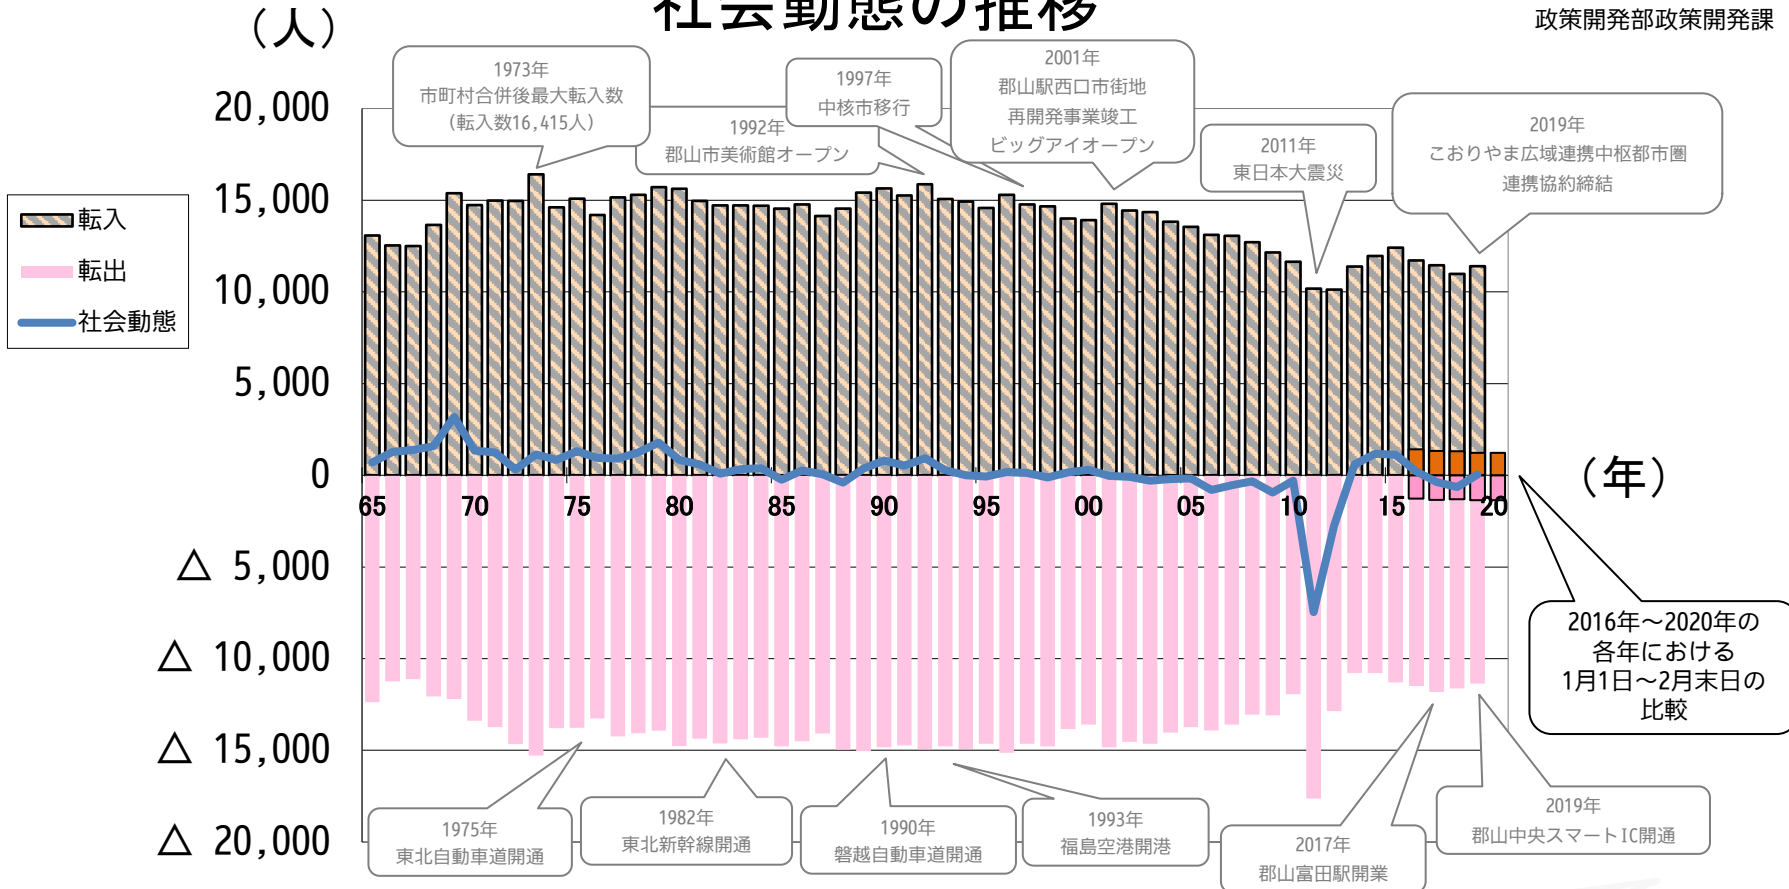 社会動態の推移
政策開発部政策開発課
（人）
1973年
市町村合併後最大転入数
（転入数16,415人）
1992年
郡山市美術館オープン
1997年
中核市移行
2001年
郡山駅西口市街地
再開発事業竣工
ビッグアイオープン
2011年
東日本大震災
2019年
こおりやま広域連携中枢都市圏
連携協約締結
転入
転出
社会動態
20,000
15,000
10,000
5,000
0
△ 5,000
△ 10,000
△ 15,000
△ 20,000
65 70 75 80 85 90 95 00 05 10 15 20
（年）
2016年～2020年の
各年における
1月1日～2月末日の
比較
1975年
東北自動車道開通
1982年
東北新幹線開通
1990年
磐越自動車道開通
1993年
福島空港開港
2017年
郡山富田駅開業
2019年
郡山中央スマートIC開通